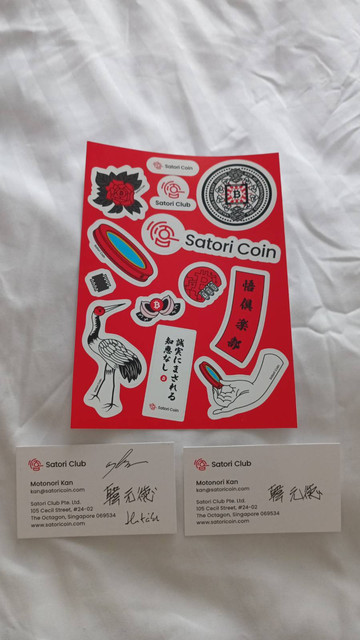 Satori Coin
Satori Club
Satori Coin
悟倶楽部
誠実にまされる
知恵なし
Satori Coin
Satori Club
Motonori Kan
kan@satoricoin.com
Satori Club Pte. Ltd.
105 Cecil Street, #24-02
The Octagon, Singapore 069534
www.satoricoin.com
Satori Club
Motonori Kan
kan@satoricoin.com
Satori Club Pte. Ltd.
105 Cecil Street, #24-02
The Octagon, Singapore 069534
www.satoricoin.com